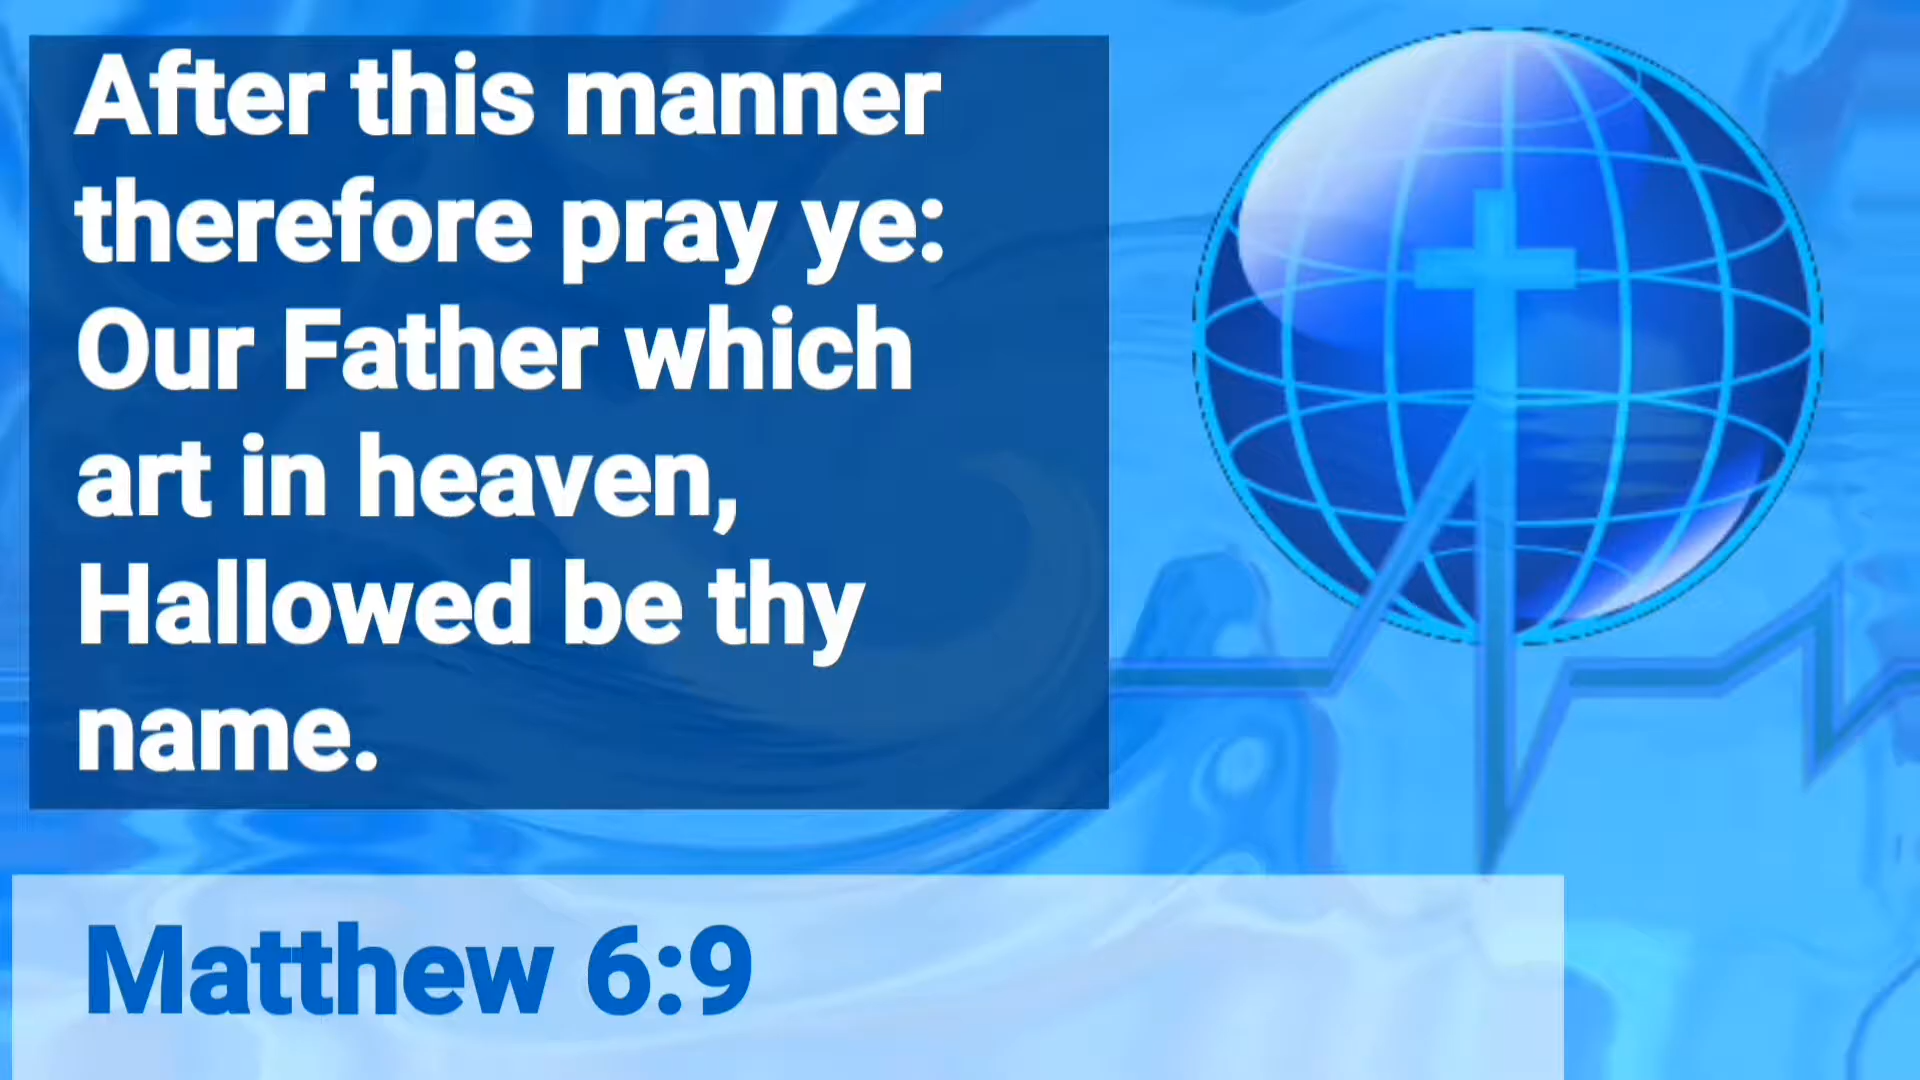 After this manner
therefore pray ye:
Our Father which
art in heaven,
Hallowed be thy
name.
Matthew 6:9